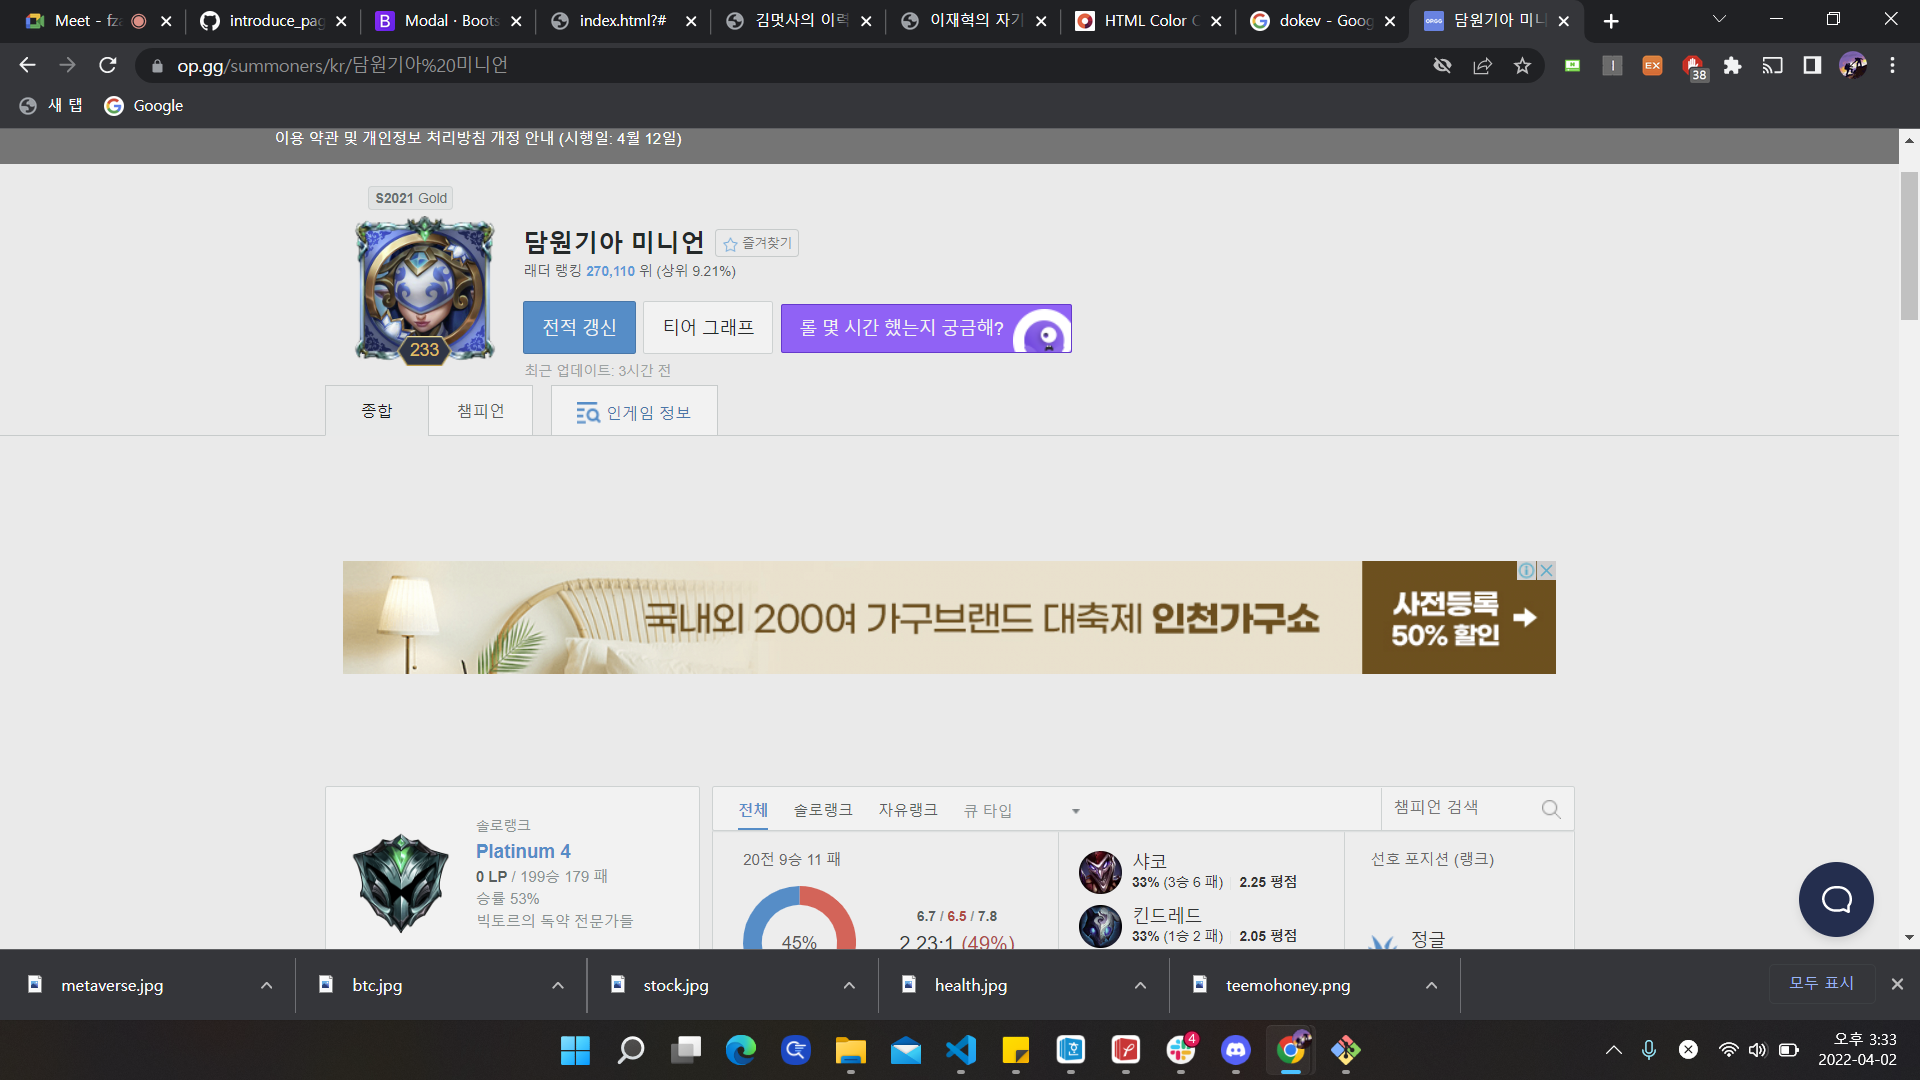 Meet - fz
introduce_pag
Modal · Boots
index.html?#
김멋사의 이력
이재혁의 자기
HTML Color C
dokev - Goog
담원기아 미니
op.gg/summoners/kr/담원기아%20미니언
38
새 탭
Google
이용 약관 및 개인정보 처리방침 개정 안내 (시행일: 4월 12일)
S2021 Gold
233
담원기아 미니언
즐겨찾기
래더 랭킹 270,110 위 (상위 9.21%)
전적 갱신
티어 그래프
롤 몇 시간 했는지 궁금해?
최근 업데이트: 3시간 전
종합
챔피언
인게임 정보
국내외 200여 가구브랜드 대축제 인천가구쇼
사전등록
50% 할인
솔로랭크
Platinum 4
0 LP / 199승 179 패
승률 53%
빅토르의 독약 전문가들
전체
솔로랭크
자유랭크
큐 타입
챔피언 검색
20전 9승 11 패
45%
6.7 / 6.5 / 7.8
2.23:1 (49%)
샤코
33% (3승 6 패) 2.25 평점
킨드레드
33% (1승 2 패) 2.05 평점
선호 포지션 (랭크)
정글
metaverse.jpg
btc.jpg
stock.jpg
health.jpg
teemohoney.png
모두 표시
4
오후 3:33
2022-04-02